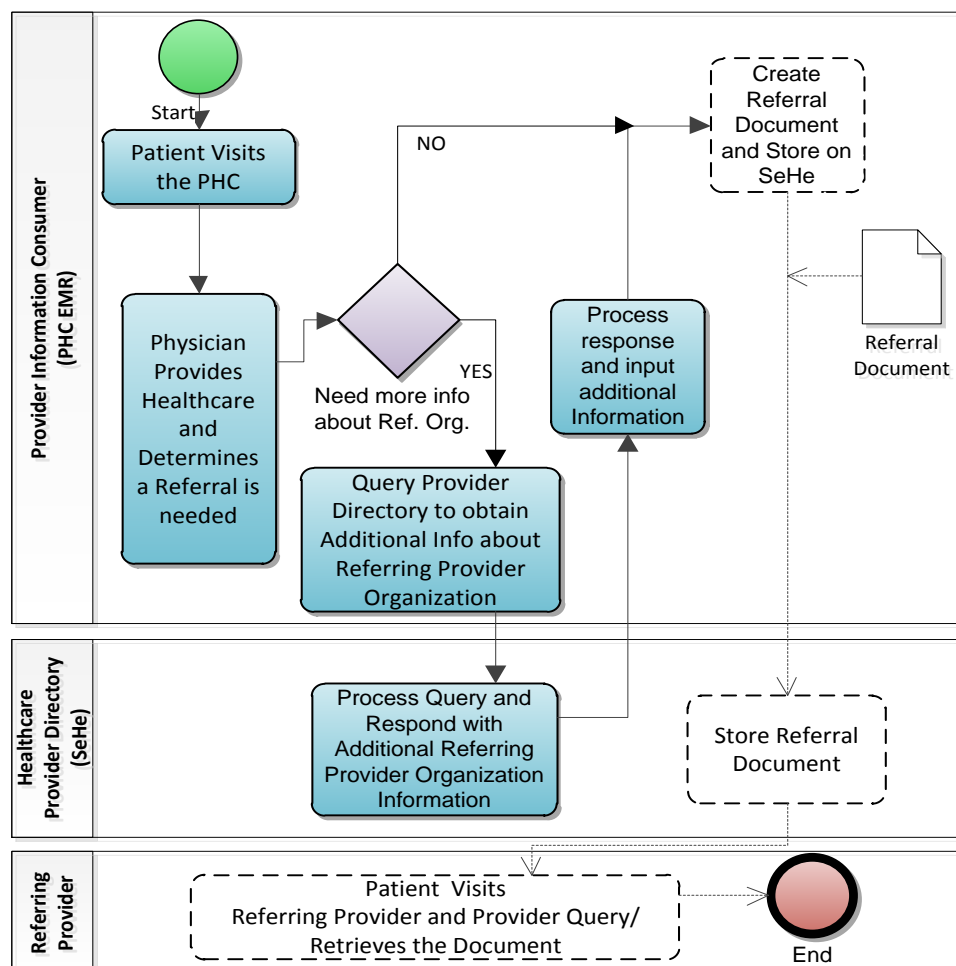 Provider Information Consumer
(PHC EMR)
Start
Patient Visits
the PHC
Physician
Provides
Healthcare
and
Determines
a Referral is
needed
NO
YES
Need more info
about Ref. Org.
Query Provider
Directory to obtain
Additional Info about
Referring Provider
Organization
Process
response
and input
additional
Information
Create
Referral
Document
and Store on
SeHe
Referral
Document
Healthcare
Provider Directory
(SeHe)
Process Query and
Respond with
Additional Referring
Provider Organization
Information
Store Referral
Document
Referring
Provider
Patient Visits
Referring Provider and Provider Query/
Retrieves the Document
End